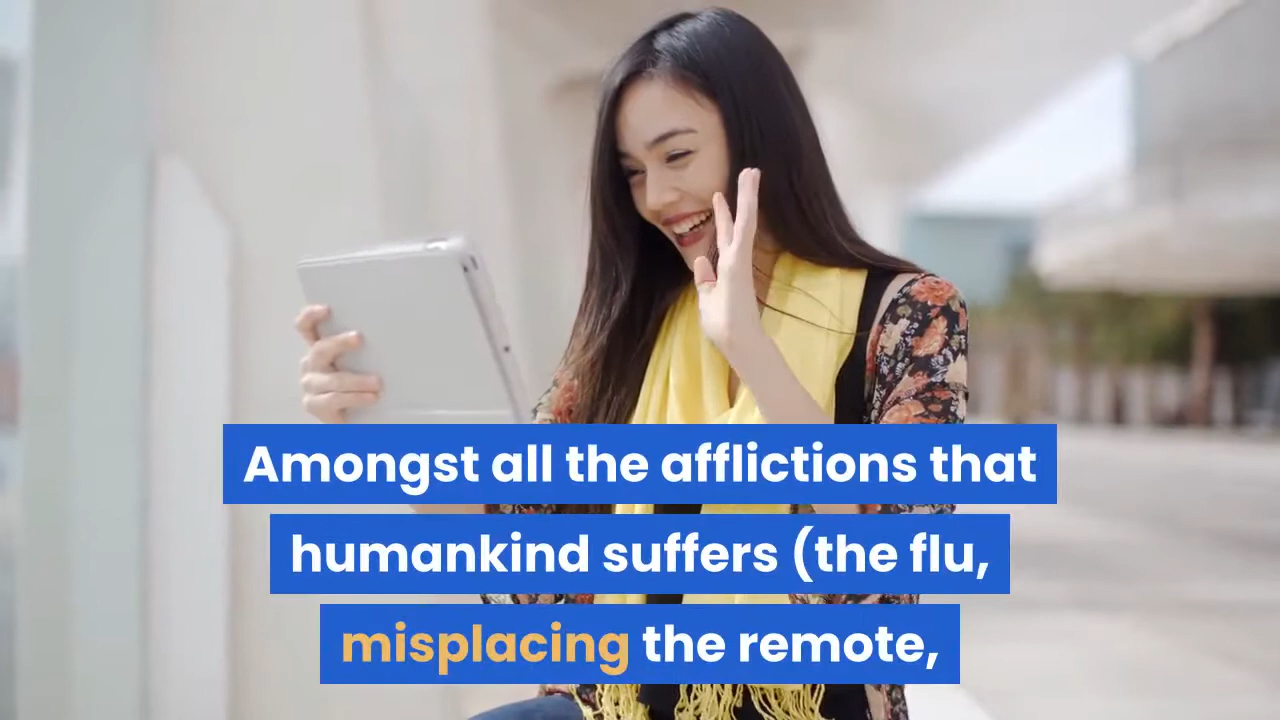 Amongst all the afflictions that
humankind suffers (the flu,
misplacing the remote,